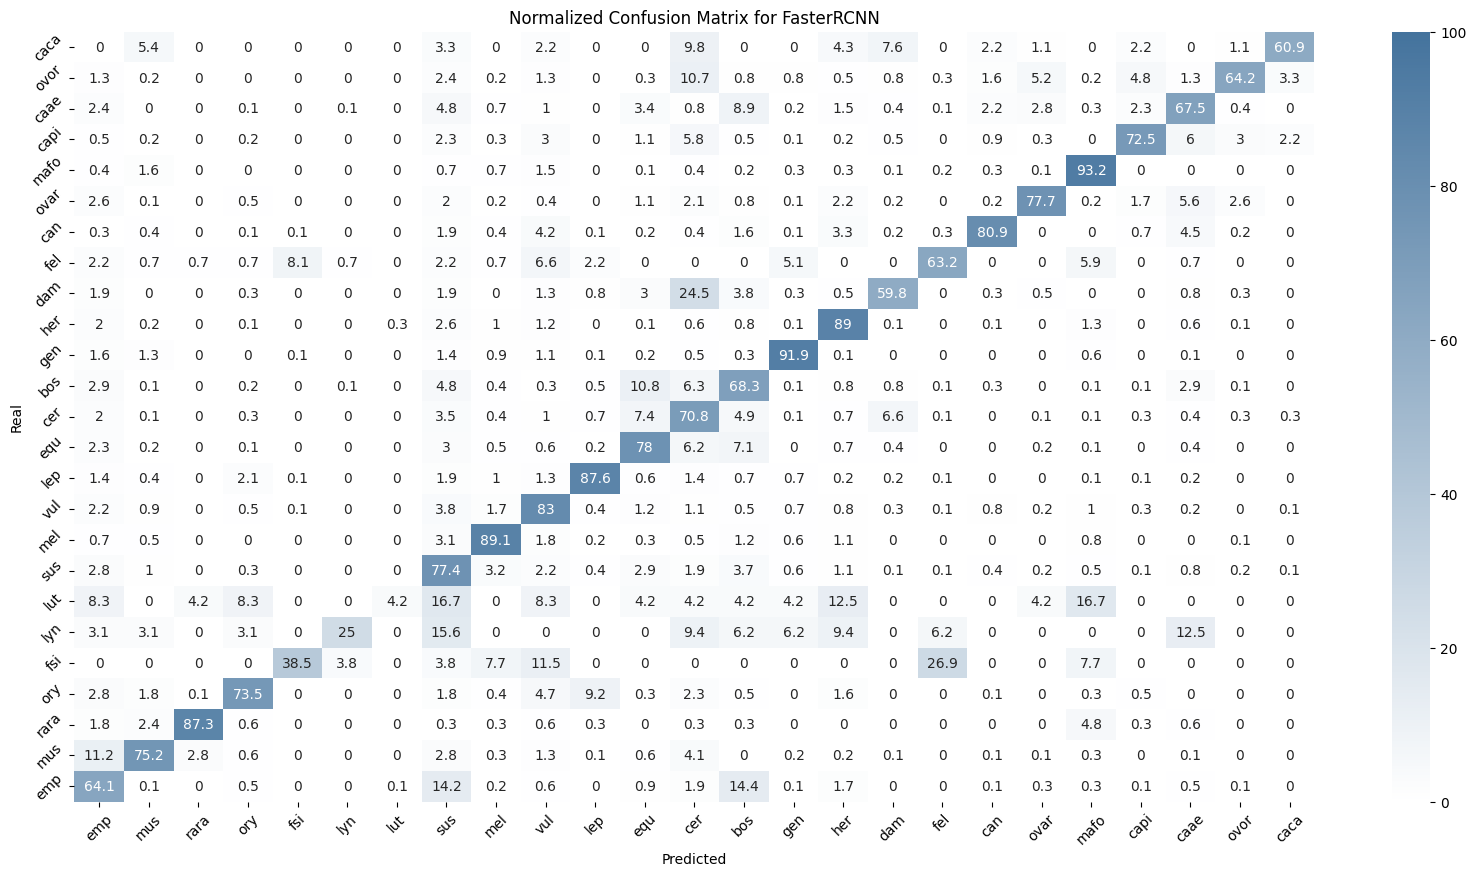 Normalized Confusion Matrix for FasterRCNN
caca 0 5.4 0 0 0 0 0 3.3 0 2.2 0 0 9.8 0 0 4.3 7.6 0 2.2 1.1 0 2.2 0 1.1 60.9
ovor 1.3 0.2 0 0 0 0 0 2.4 0.2 1.3 0 0.3 10.7 0.8 0.8 0.5 0.8 0.3 1.6 5.2 0.2 4.8 1.3 64.2 3.3
caae 2.4 0 0 0.1 0 0.1 0 4.8 0.7 1 0 3.4 0.8 8.9 0.2 1.5 0.4 0.1 2.2 2.8 0.3 2.3 67.5 0.4 0
capi 0.5 0.2 0 0.2 0 0 0 2.3 0.3 3 0 1.1 5.8 0.5 0.1 0.2 0.5 0 0.9 0.3 0 72.5 6 3 2.2
mafo 0.4 1.6 0 0 0 0 0 0.7 0.7 1.5 0 0.1 0.4 0.2 0.3 0.3 0.1 0.2 0.3 0.1 93.2 0 0 0 0
ovar 2.6 0.1 0 0.5 0 0 0 2 0.2 0.4 0 1.1 2.1 0.8 0.1 2.2 0.2 0 0.2 77.7 0.2 1.7 5.6 2.6 0
can 0.3 0.4 0 0.1 0.1 0 0 1.9 0.4 4.2 0.1 0.2 0.4 1.6 0.1 3.3 0.2 0.3 80.9 0 0 0.7 4.5 0.2 0
fel 2.2 0.7 0.7 0.7 8.1 0.7 0 2.2 0.7 6.6 2.2 0 0 0 5.1 0 0 63.2 0 0 5.9 0 0.7 0 0
dam 1.9 0 0 0.3 0 0 0 1.9 0 1.3 0.8 3 24.5 3.8 0.3 0.5 59.8 0 0.3 0.5 0 0 0.8 0.3 0
her 2 0.2 0 0.1 0 0 0.3 2.6 1 1.2 0 0.1 0.6 0.8 0.1 89 0.1 0 0.1 0 1.3 0 0.6 0.1 0
gen 1.6 1.3 0 0 0.1 0 0 1.4 0.9 1.1 0.1 0.2 0.5 0.3 91.9 0.1 0 0 0 0 0.6 0 0.1 0 0
bos 2.9 0.1 0 0.2 0 0.1 0 4.8 0.4 0.3 0.5 10.8 6.3 68.3 0.1 0.8 0.8 0.1 0.3 0 0.1 0.1 2.9 0.1 0
cer 2 0.1 0 0.3 0 0 0 3.5 0.4 1 0.7 7.4 70.8 4.9 0.1 0.7 6.6 0.1 0 0.1 0.1 0.3 0.4 0.3 0.3
equ 2.3 0.2 0 0.1 0 0 0 3 0.5 0.6 0.2 78 6.2 7.1 0 0.7 0.4 0 0 0.2 0.1 0 0.4 0 0
lep 1.4 0.4 0 2.1 0.1 0 0 1.9 1 1.3 87.6 0.6 1.4 0.7 0.7 0.2 0.2 0.1 0 0 0.1 0.1 0.2 0 0
vul 2.2 0.9 0 0.5 0.1 0 0 3.8 1.7 83 0.4 1.2 1.1 0.5 0.7 0.8 0.3 0.1 0.8 0.2 1 0.2 0.2 0 0.1
mel 0.7 0.5 0 0 0 0 0 3.1 89.1 1.8 0.2 0.3 0.5 1.2 0.6 1.1 0 0 0 0 0.8 0 0 0.1 0
sus 2.8 1 0 0.3 0 0 0 77.4 3.2 2.2 0.4 2.9 1.9 3.7 0.6 1.1 0.1 0.1 0.4 0.2 0.5 0.1 0.8 0.2 0.1
lut 8.3 0 4.2 8.3 0 0 4.2 16.7 0 8.3 0 4.2 4.2 4.2 4.2 12.5 0 0 0 4.2 16.7 0 0 0 0
lyn 3.1 3.1 0 3.1 0 25 0 15.6 0 0 0 0 9.4 6.2 6.2 9.4 0 6.2 0 0 0 0 12.5 0 0
fsi 0 0 0 0 38.5 3.8 0 3.8 7.7 11.5 0 0 0 0 0 0 0 26.9 0 0 7.7 0 0 0 0
ory 2.8 1.8 0.1 73.5 0 0 0 1.8 0.4 4.7 9.2 0.3 2.3 0.5 0 1.6 0 0 0.1 0 0.3 0.5 0 0 0
rara 1.8 2.4 87.3 0.6 0 0 0 0.3 0.3 0.6 0.3 0 0.3 0.3 0 0 0 0 0 0 4.8 0.3 0.6 0 0
mus 11.2 75.2 2.8 0.6 0 0 0 2.8 0.3 1.3 0.1 0.6 4.1 0 0.2 0.2 0.1 0 0.1 0.1 0.3 0 0.1 0 0
emp 64.1 0.1 0 0.5 0 0 0.1 14.2 0.2 0.6 0 0.9 1.9 14.4 0.1 1.7 0 0 0.1 0.3 0.3 0.1 0.5 0.1 0
emp mus rara ory fsi lyn lut sus mel vul lep equ cer bos gen her dam fel can ovar mafo capi caae ovor caca
Predicted
Real
100
80
60
40
20
0